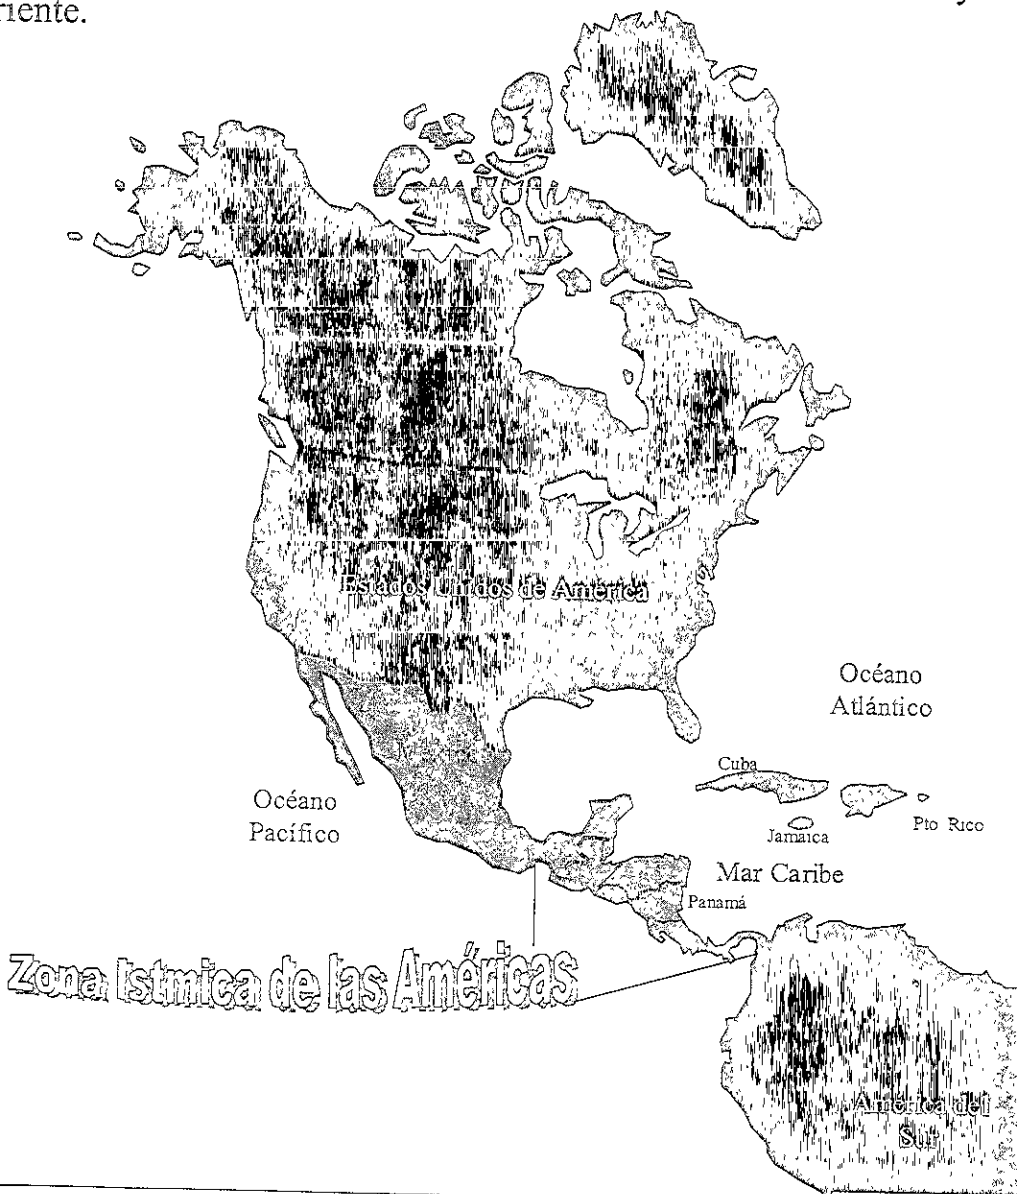 riente.
y
Estados Unidos de América
Océano
Atlántico
Cuba
Océano
Pacífico
Jamaica
Pto Rico
Mar Caribe
Panamá
Zona Istmica de las Américas
América del
Sur